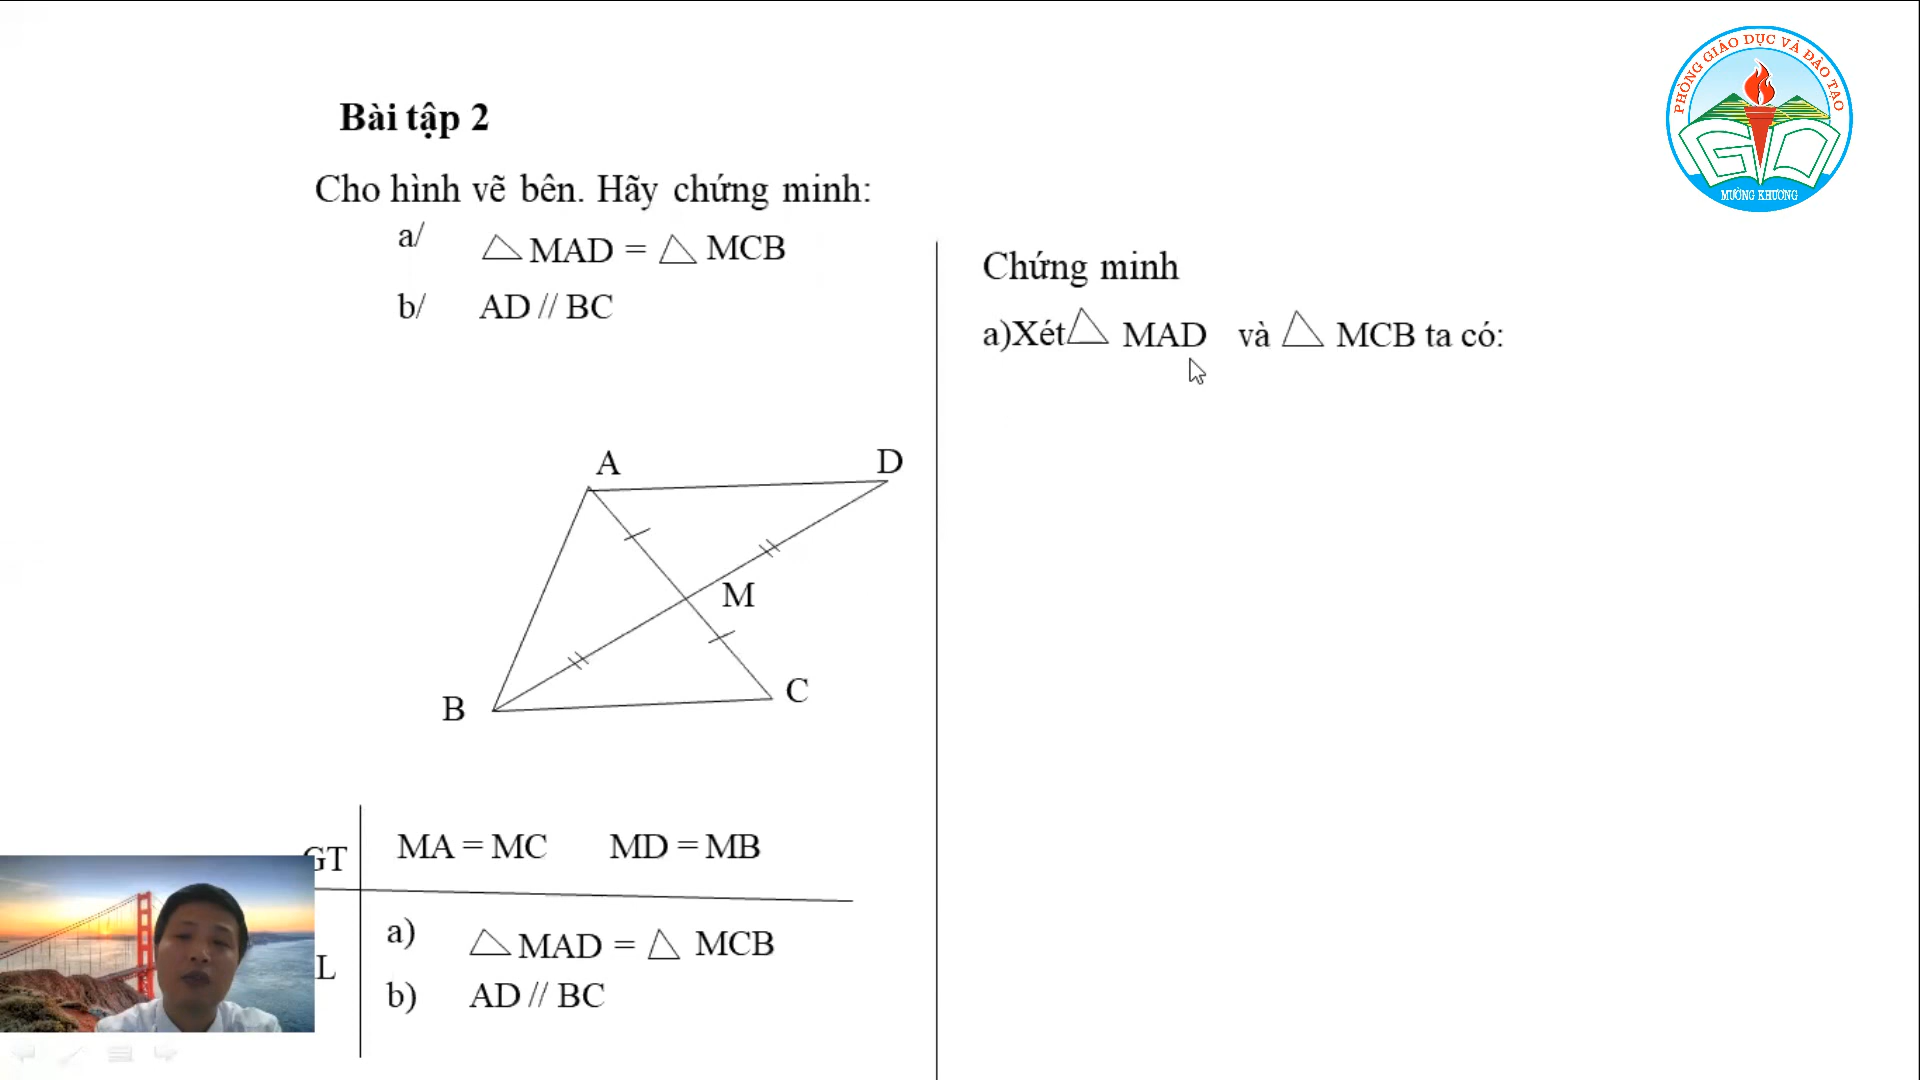 PHÒNG GIÁO DỤC VÀ ĐÀO TẠO
GD
MƯỜNG KHƯƠNG
Bài tập 2
Cho hình vẽ bên. Hãy chứng minh:
a/ △ MAD = △ MCB
b/ AD // BC
A
D
M
B
C
GT MA = MC MD = MB
L
a) △ MAD = △ MCB
b) AD // BC
Chứng minh
a)Xét △ MAD và △ MCB ta có: